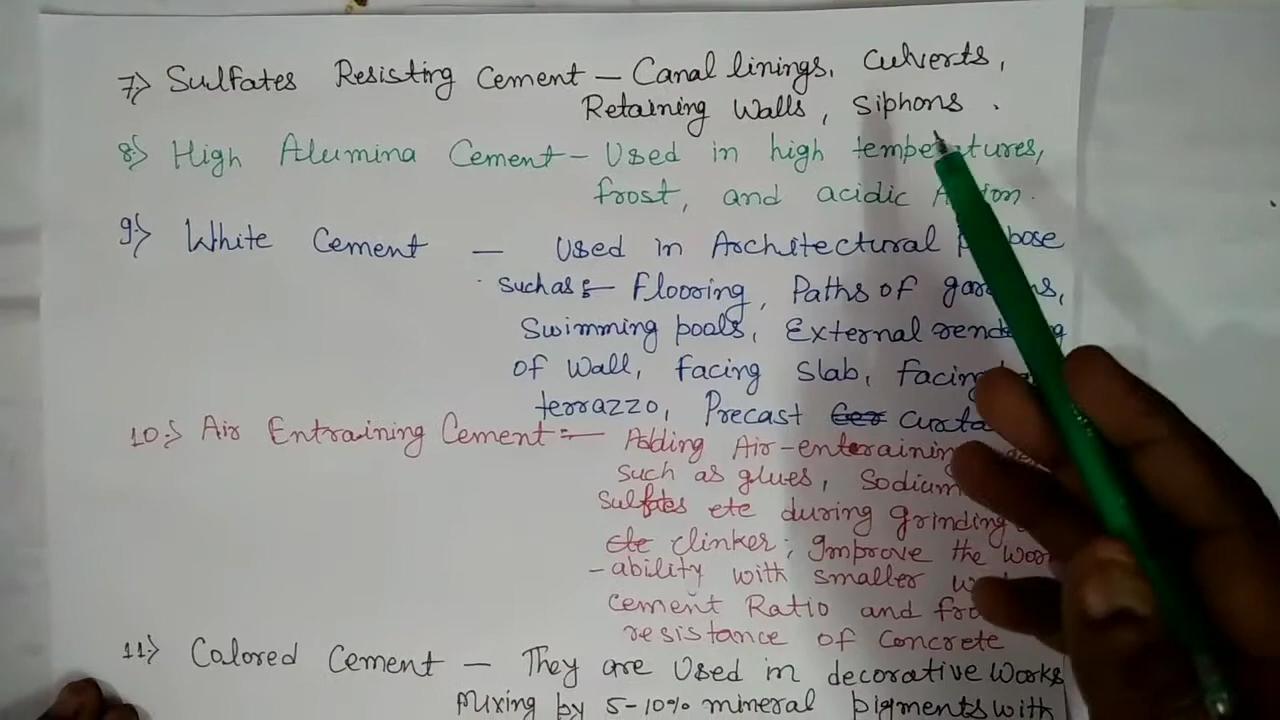 7) Sulfates Resisting Cement – Canal linings, Culverts,
Retaining Walls, Siphons.
8) High Alumina Cement – Used in high temperatures,
frost, and acidic
9) White Cement – Used in Architectural
such as :- Flooring, Paths of
Swimming pools, External
of Wall, facing Slab, facing
terrazzo, Precast
10:) Air Entraining Cement :- Adding Air-enteraining
such as glues, Sodium
Sulfates etc during grinding
etc clinker; Improve the Work
-ability with smaller
cement Ratio and
resistance of Concrete
11) Colored Cement – They are Used in decorative Works
Mixing by 5-10% mineral pigments with